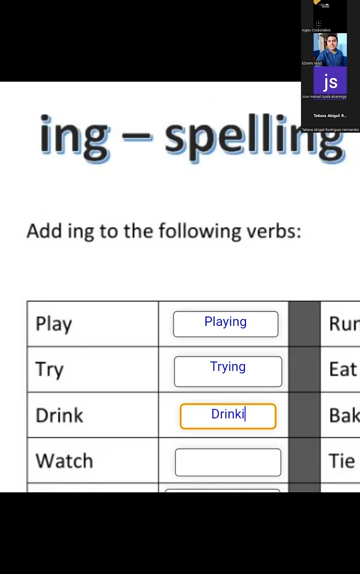 js
ing – spelling
Add ing to the following verbs:
Play Playing Run
Try Trying Eat
Drink Drinki Bak
Watch Tie